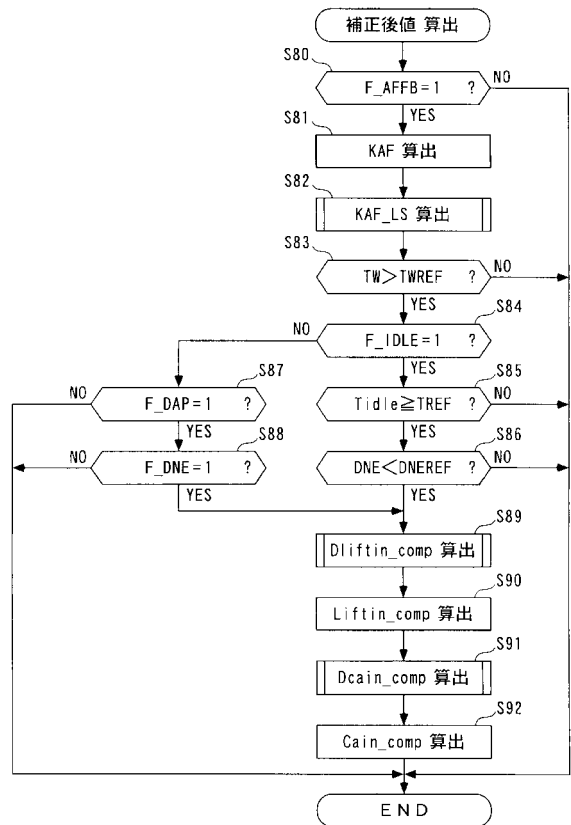 補正後値 算出
S80
F_AFFB=1 ?
NO
YES
S81
KAF 算出
S82
KAF_LS 算出
S83
TW>TWREF ?
NO
YES
S84
NO
F_IDLE=1 ?
YES
S87
S85
NO
F_DAP=1 ?
Tidle≧TREF ?
NO
YES
YES
S88
S86
NO
F_DNE=1 ?
DNE<DNEREF ?
NO
YES
YES
S89
Dliftin_comp 算出
S90
Liftin_comp 算出
S91
Dcain_comp 算出
S92
Cain_comp 算出
END